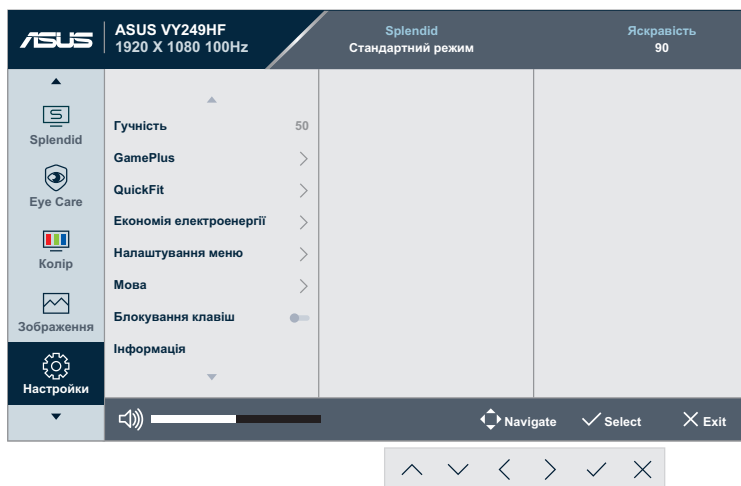 ASUS
ASUS VY249HF
1920 X 1080 100Hz
Splendid
Стандартний режим
Яскравість
90
Splendid
Eye Care
Колір
Зображення
Настройки
Гучність 50
GamePlus
QuickFit
Економія електроенергії
Налаштування меню
Мова
Блокування клавіш
Інформація
Navigate Select Exit